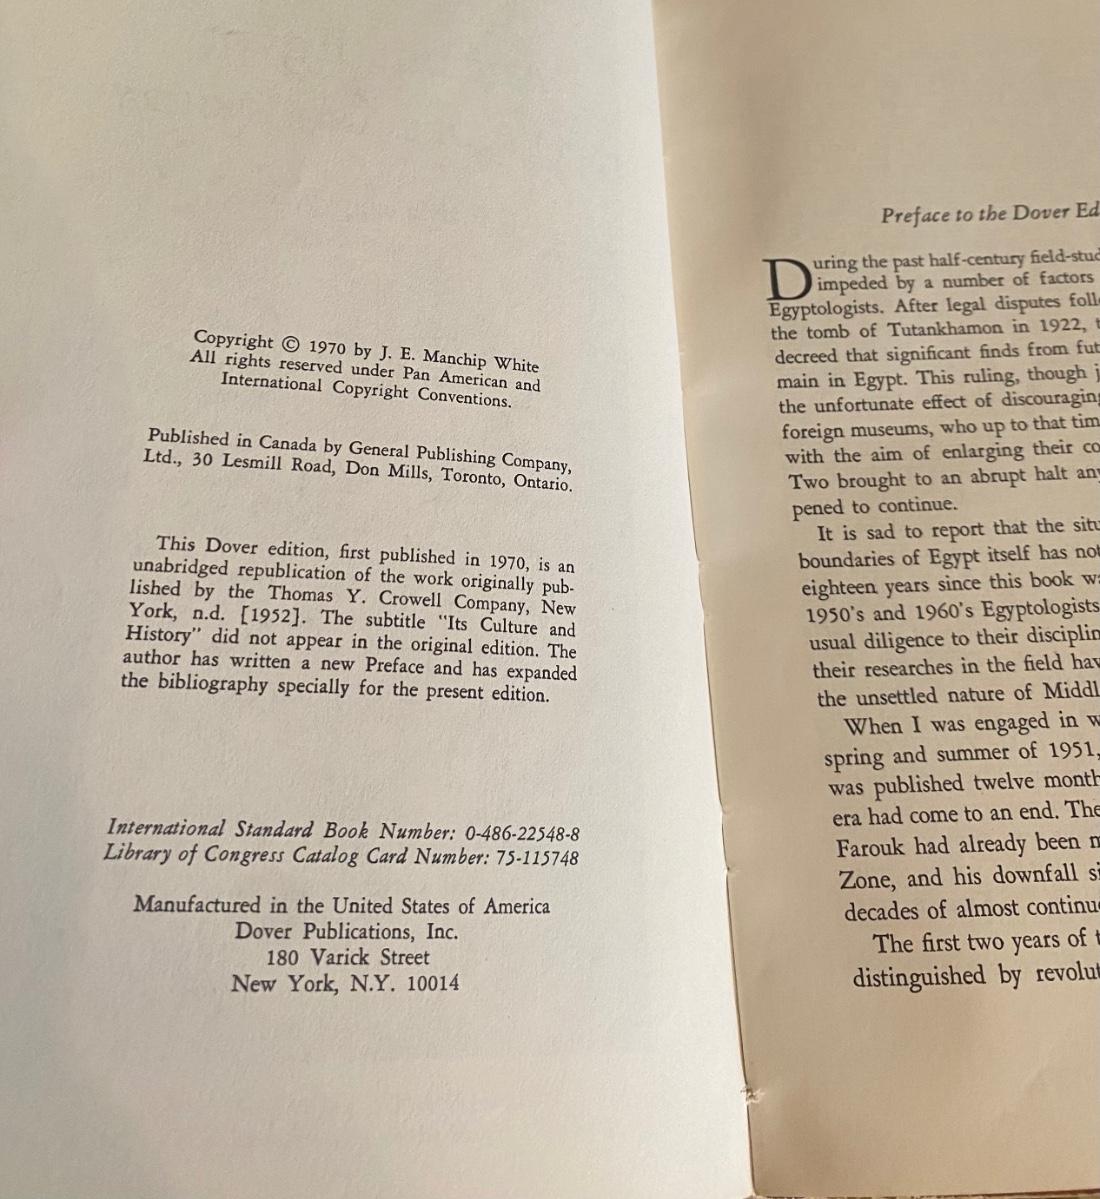 Copyright © 1970 by J. E. Manchip White
All rights reserved under Pan American and
International Copyright Conventions.
Published in Canada by General Publishing Company,
Ltd., 30 Lesmill Road, Don Mills, Toronto, Ontario.
This Dover edition, first published in 1970, is an
unabridged republication of the work originally pub-
lished by the Thomas Y. Crowell Company, New
York, n.d. [1952]. The subtitle "Its Culture and
History" did not appear in the original edition. The
author has written a new Preface and has expanded
the bibliography specially for the present edition.
International Standard Book Number: 0-486-22548-8
Library of Congress Catalog Card Number: 75-115748
Manufactured in the United States of America
Dover Publications, Inc.
180 Varick Street
New York, N.Y. 10014
Preface to the Dover Ed
During the past half-century field-stud
impeded by a number of factors
Egyptologists. After legal disputes foll
the tomb of Tutankhamon in 1922, t
decreed that significant finds from fut
main in Egypt. This ruling, though j
the unfortunate effect of discouraging
foreign museums, who up to that tim
with the aim of enlarging their co
Two brought to an abrupt halt any
pened to continue.
It is sad to report that the situ
boundaries of Egypt itself has not
eighteen years since this book w
1950's and 1960's Egyptologists
usual diligence to their disciplin
their researches in the field hav
the unsettled nature of Middl
When I was engaged in w
spring and summer of 1951,
was published twelve month
era had come to an end. The
Farouk had already been m
Zone, and his downfall si
decades of almost continu
The first two years of t
distinguished by revolut